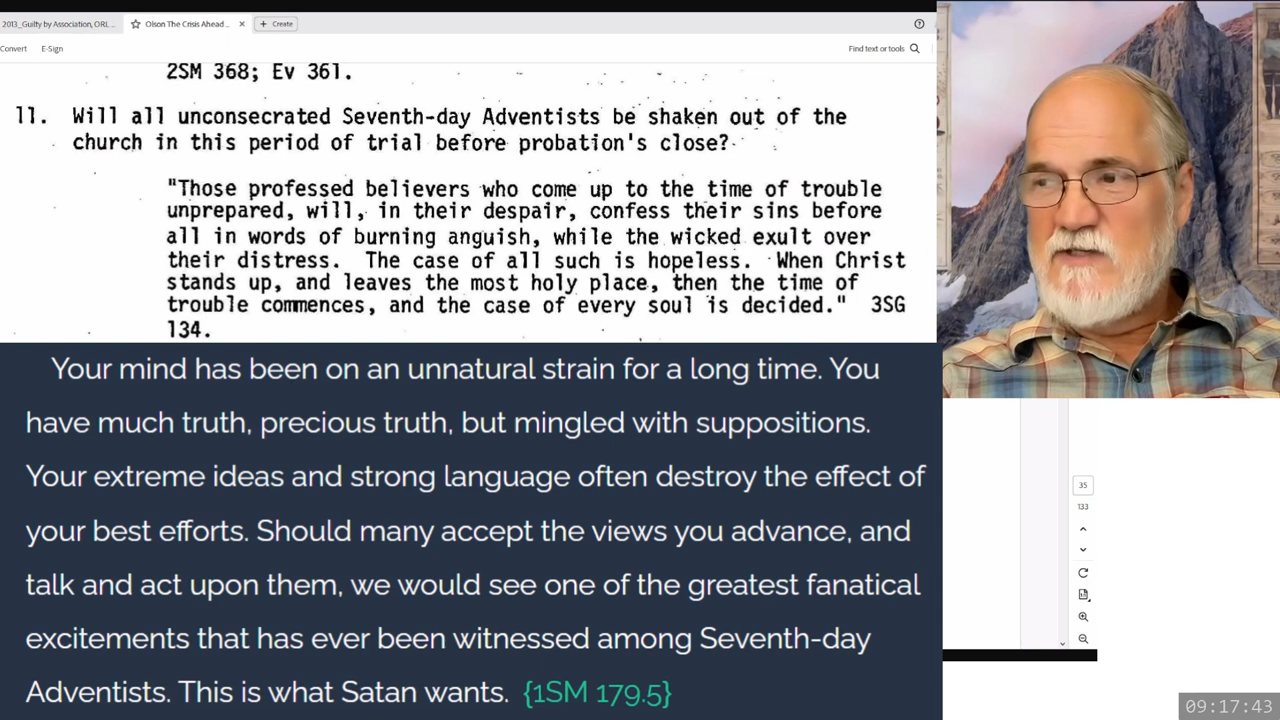 2013_Guilty by Association, ORI, ...
Olson The Crisis Ahead...
Create
Convert
E-Sign
Find text or tools
2SM 368; Ev 361.
11. Will all unconsecrated Seventh-day Adventists be shaken out of the
church in this period of trial before probation's close?
"Those professed believers who come up to the time of trouble
unprepared, will, in their despair, confess their sins before
all in words of burning anguish, while the wicked exult over
their distress. The case of all such is hopeless. When Christ
stands up, and leaves the most holy place, then the time of
trouble commences, and the case of every soul is decided." 3SG
134.
Your mind has been on an unnatural strain for a long time. You
have much truth, precious truth, but mingled with suppositions.
Your extreme ideas and strong language often destroy the effect of
your best efforts. Should many accept the views you advance, and
talk and act upon them, we would see one of the greatest fanatical
excitements that has ever been witnessed among Seventh-day
Adventists. This is what Satan wants. {1SM 179.5}
35
133
09:17:43